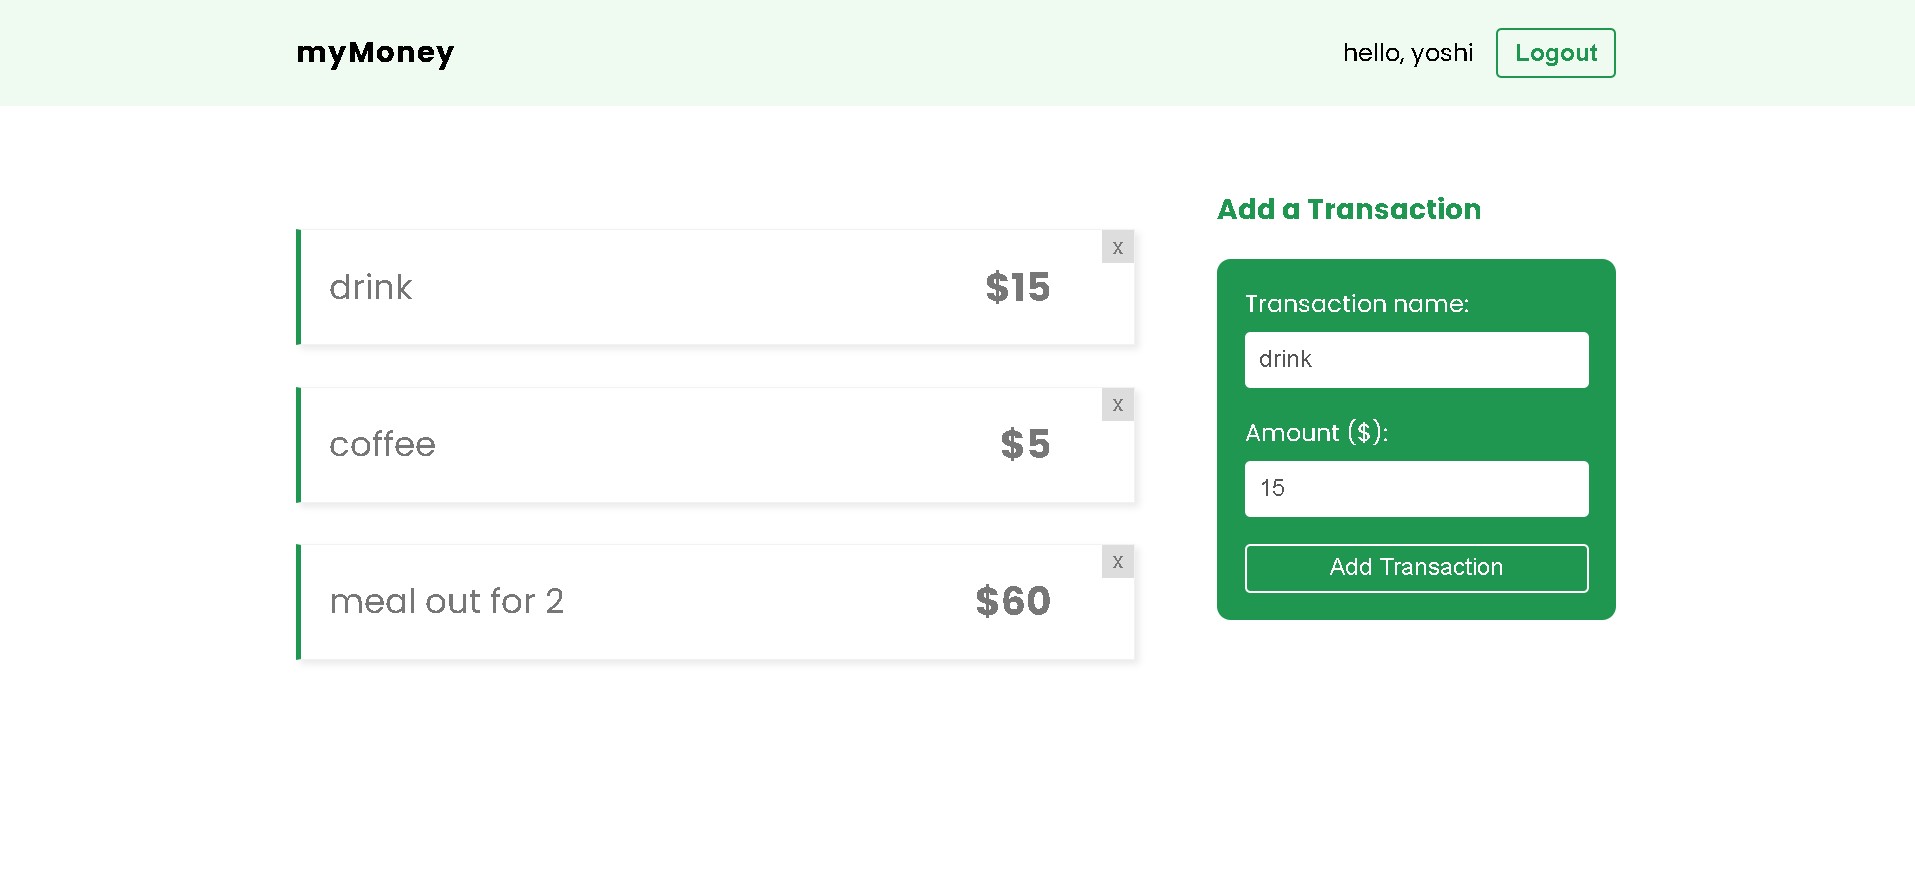 myMoney
hello, yoshi
Logout
drink
$15
x
coffee
$5
x
meal out for 2
$60
x
Add a Transaction
Transaction name:
drink
Amount ($):
15
Add Transaction